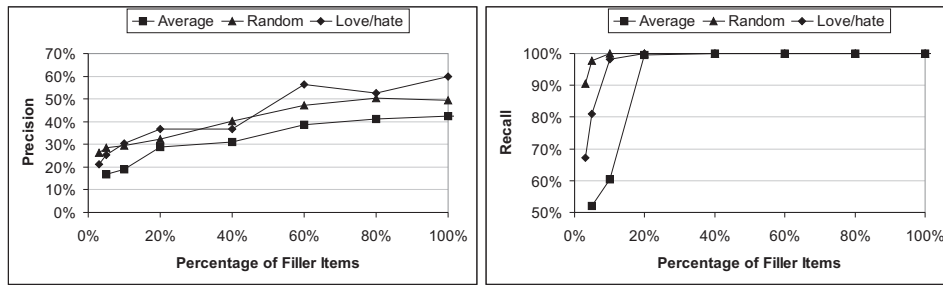 Average Random Love/hate
70%
60%
50%
40%
30%
20%
10%
0%
Precision
0% 20% 40% 60% 80% 100%
Percentage of Filler Items
Average Random Love/hate
100%
90%
80%
70%
60%
50%
Recall
0% 20% 40% 60% 80% 100%
Percentage of Filler Items